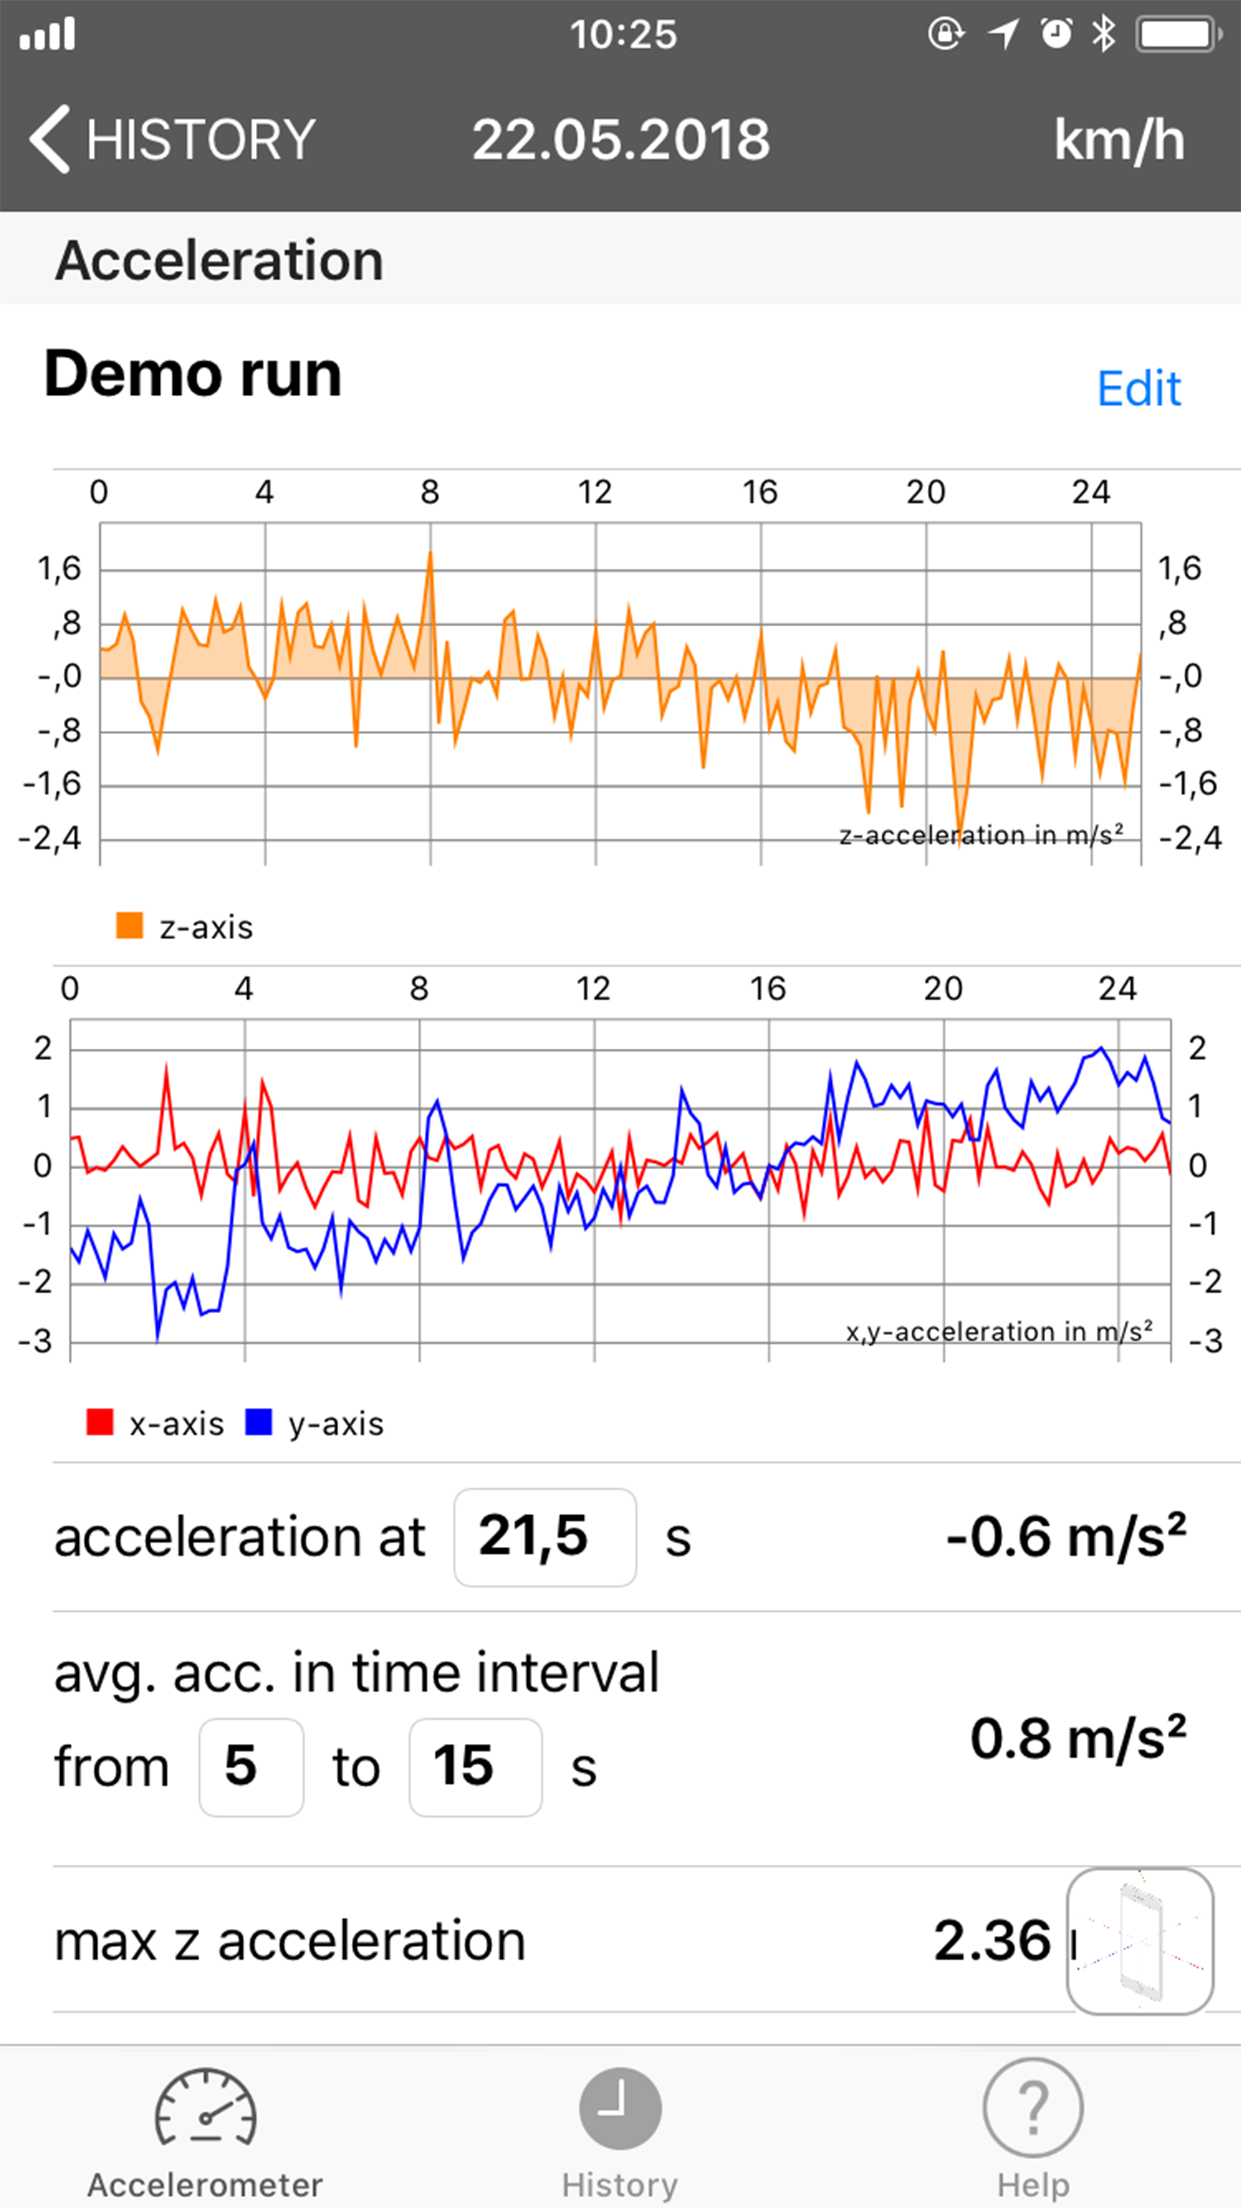 10:25
HISTORY 22.05.2018 km/h
Acceleration
Demo run
Edit
0 4 8 12 16 20 24
1,6 1,6
,8 ,8
-,0 -,0
-,8 -,8
-1,6 -1,6
-2,4 z-acceleration in m/s² -2,4
z-axis
0 4 8 12 16 20 24
2 2
1 1
0 0
-1 -1
-2 -2
-3 x,y-acceleration in m/s² -3
x-axis y-axis
acceleration at 21,5 s -0.6 m/s²
avg. acc. in time interval
from 5 to 15 s 0.8 m/s²
max z acceleration 2.36
Accelerometer History Help